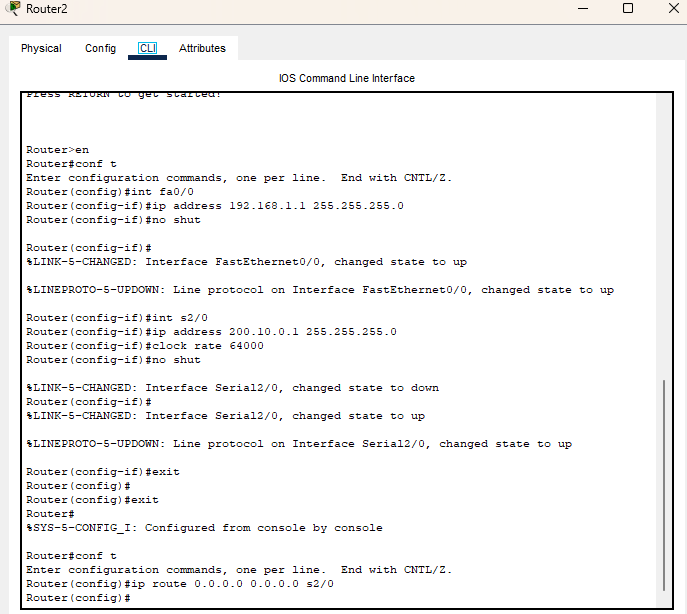 Router2
Physical Config CLI Attributes
IOS Command Line Interface
Press RETURN to get started!
Router>en
Router#conf t
Enter configuration commands, one per line.  End with CNTL/Z.
Router(config)#int fa0/0
Router(config-if)#ip address 192.168.1.1 255.255.255.0
Router(config-if)#no shut
Router(config-if)#
%LINK-5-CHANGED: Interface FastEthernet0/0, changed state to up
%LINEPROTO-5-UPDOWN: Line protocol on Interface FastEthernet0/0, changed state to up
Router(config-if)#int s2/0
Router(config-if)#ip address 200.10.0.1 255.255.255.0
Router(config-if)#clock rate 64000
Router(config-if)#no shut
%LINK-5-CHANGED: Interface Serial2/0, changed state to down
Router(config-if)#
%LINK-5-CHANGED: Interface Serial2/0, changed state to up
%LINEPROTO-5-UPDOWN: Line protocol on Interface Serial2/0, changed state to up
Router(config-if)#exit
Router(config)#
Router(config)#exit
Router#
%SYS-5-CONFIG_I: Configured from console by console
Router#conf t
Enter configuration commands, one per line.  End with CNTL/Z.
Router(config)#ip route 0.0.0.0 0.0.0.0 s2/0
Router(config)#